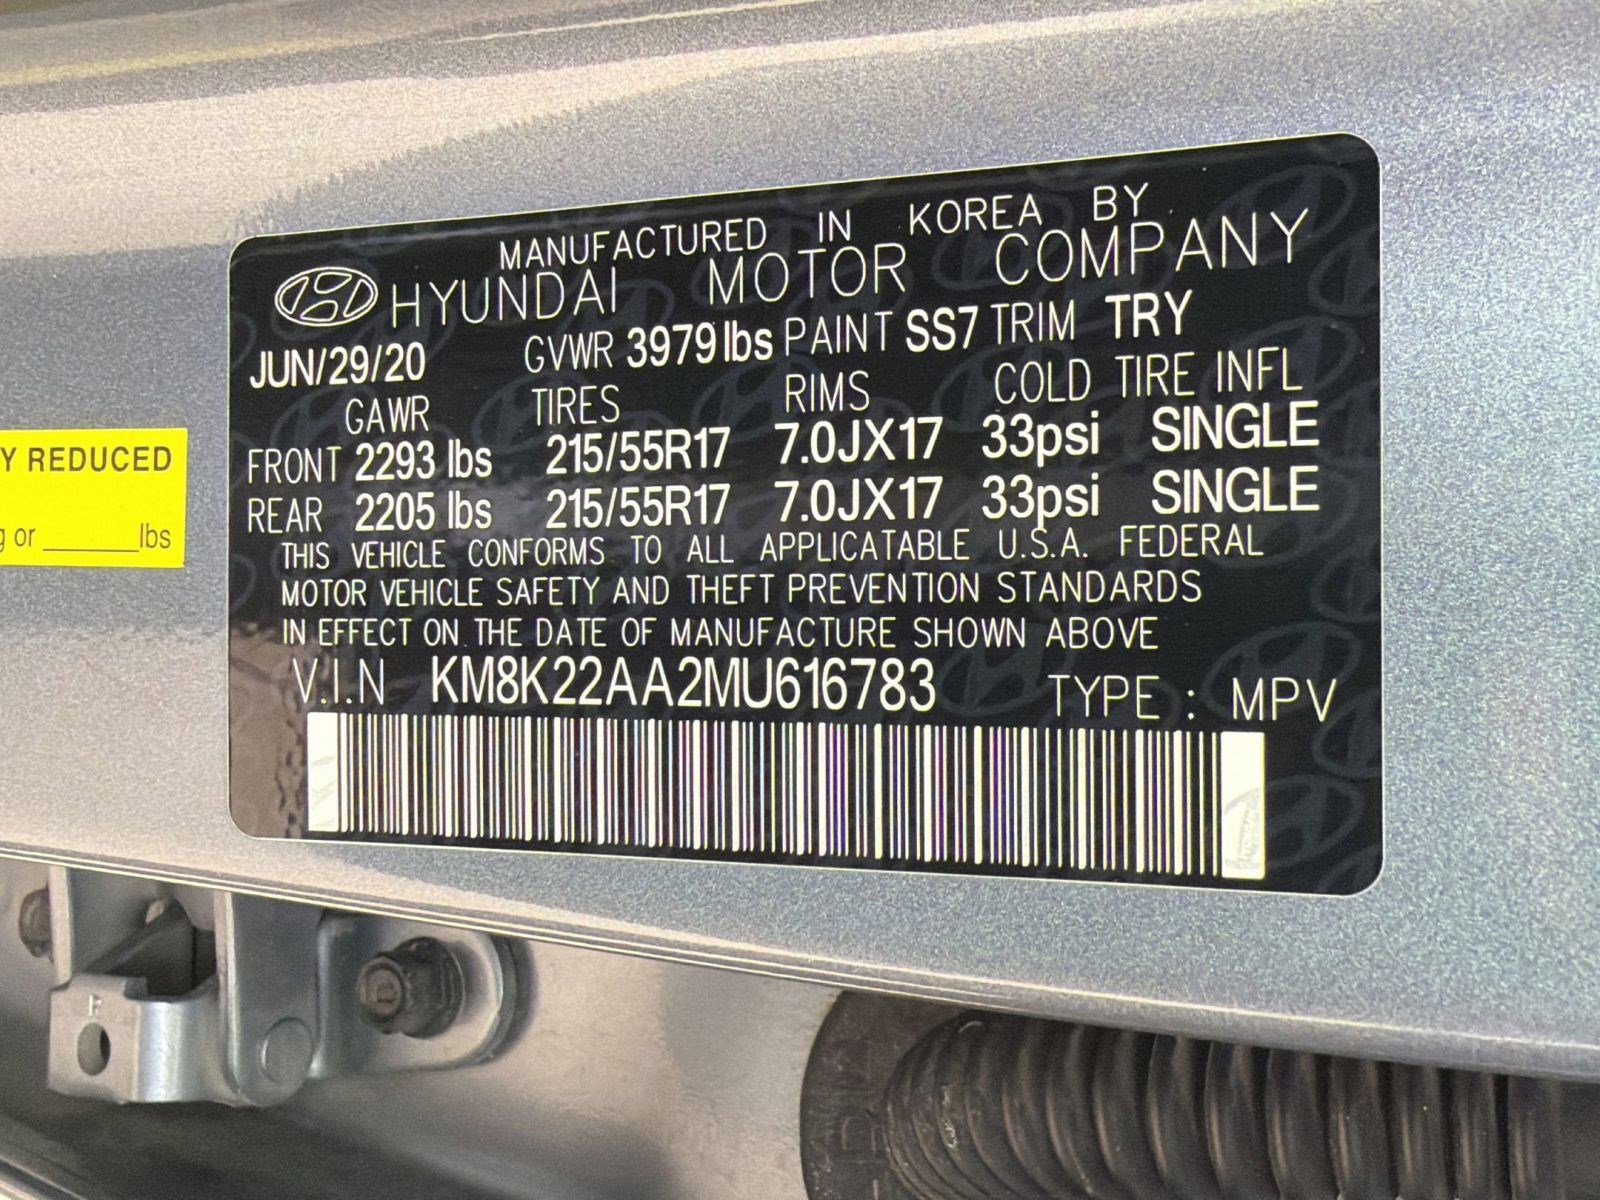 MANUFACTURED IN KOREA BY
HYUNDAI MOTOR COMPANY
JUN/29/20 GVWR 3979 lbs PAINT SS7 TRIM TRY
GAWR TIRES RIMS COLD TIRE INFL
FRONT 2293 lbs 215/55R17 7.0JX17 33psi SINGLE
REAR 2205 lbs 215/55R17 7.0JX17 33psi SINGLE
THIS VEHICLE CONFORMS TO ALL APPLICATABLE U.S.A. FEDERAL
MOTOR VEHICLE SAFETY AND THEFT PREVENTION STANDARDS
IN EFFECT ON THE DATE OF MANUFACTURE SHOWN ABOVE
V.I.N KM8K22AA2MU616783 TYPE : MPV
Y REDUCED
g or ______lbs
F